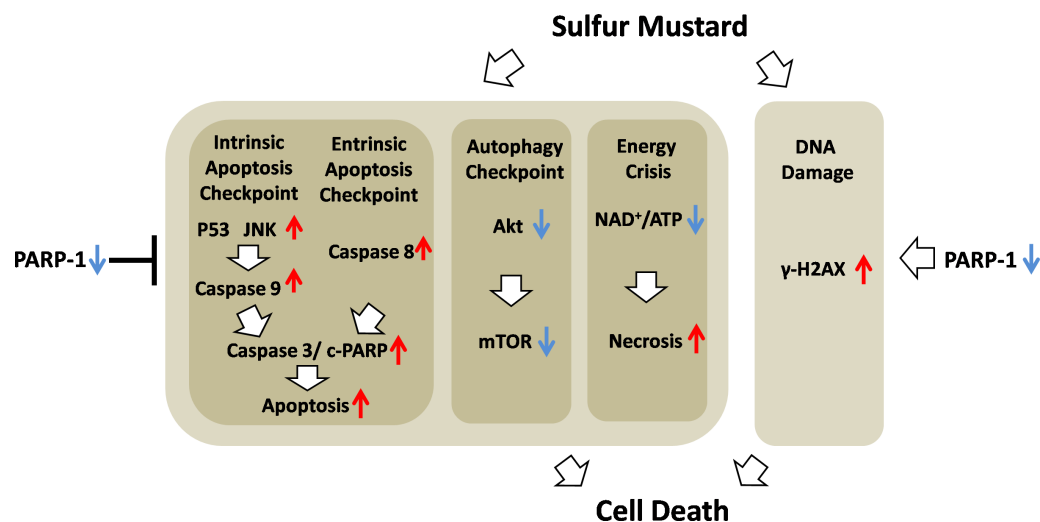 Sulfur Mustard
Intrinsic
Apoptosis
Checkpoint
Entrinsic
Apoptosis
Checkpoint
Autophagy
Checkpoint
Energy
Crisis
DNA
Damage
P53 JNK
Caspase 8
Akt
NAD⁺/ATP
PARP-1
γ-H2AX
PARP-1
Caspase 9
Caspase 3/ c-PARP
mTOR
Necrosis
Apoptosis
Cell Death